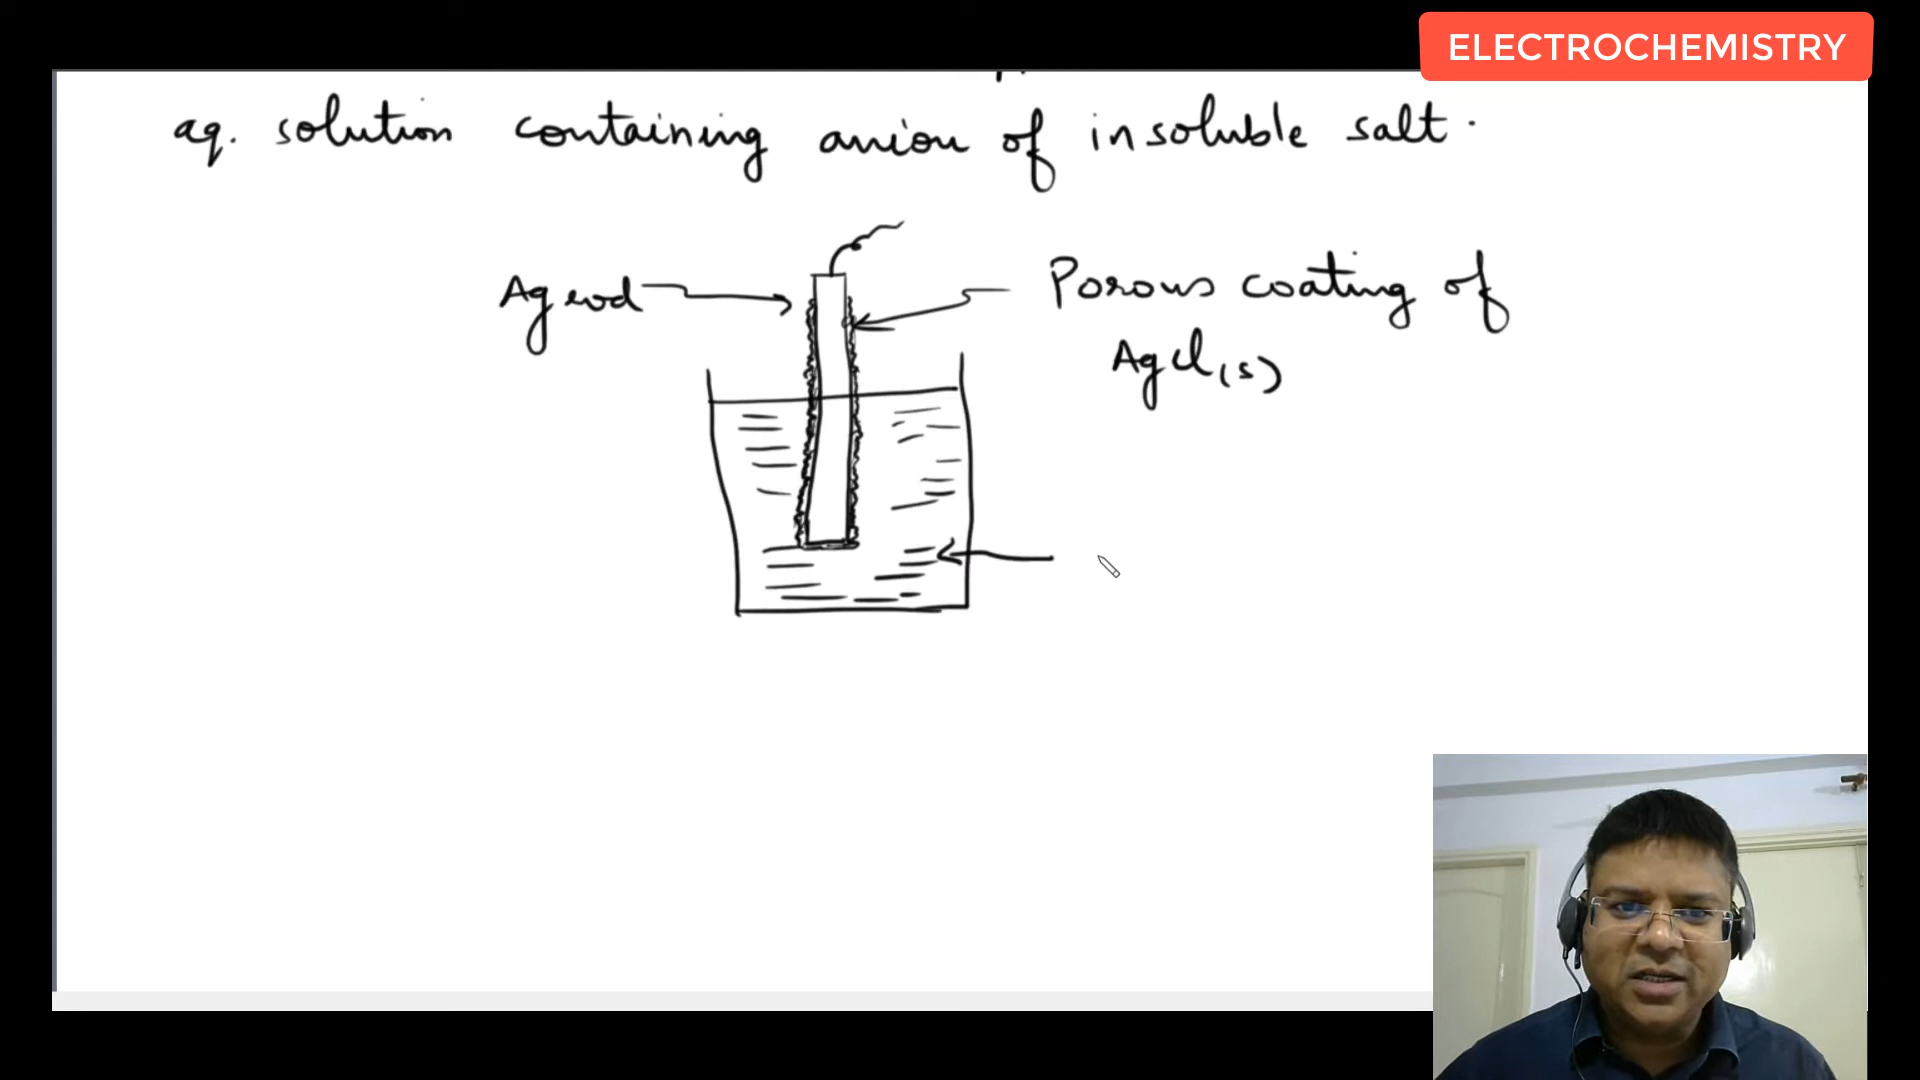 ELECTROCHEMISTRY
aq. solution containing anion of insoluble salt.
Ag rod
Porous coating of
AgCl(s)